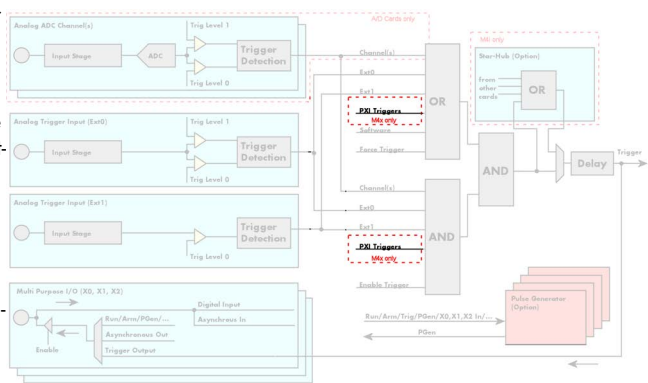 A/D Cards only
Analog ADC Channel(s)
Trig Level 1
M4i only
Input Stage
ADC
Trigger
Detection
Channel(s)
Star-Hub (Option)
Ext0
from
other
cards
OR
Trig Level 0
Ext1
OR
PXI Triggers
M4x only
Analog Trigger Input (Ext0)
Trig Level 1
Software
Input Stage
Trigger
Detection
Force Trigger
Trigger
AND
Delay
Trig Level 0
Channel(s)
Analog Trigger Input (Ext1)
Ext0
Input Stage
Trigger
Detection
Ext1
AND
PXI Triggers
M4x only
Trig Level 0
Enable Trigger
Multi Purpose I/O (X0, X1, X2)
Digital Input
Asynchrous In
Run/Arm/PGen/...
Asynchronous Out
Enable
Trigger Output
Run/Arm/Trig/PGen/X0,X1,X2 In/...
PGen
Pulse Generator
(Option)